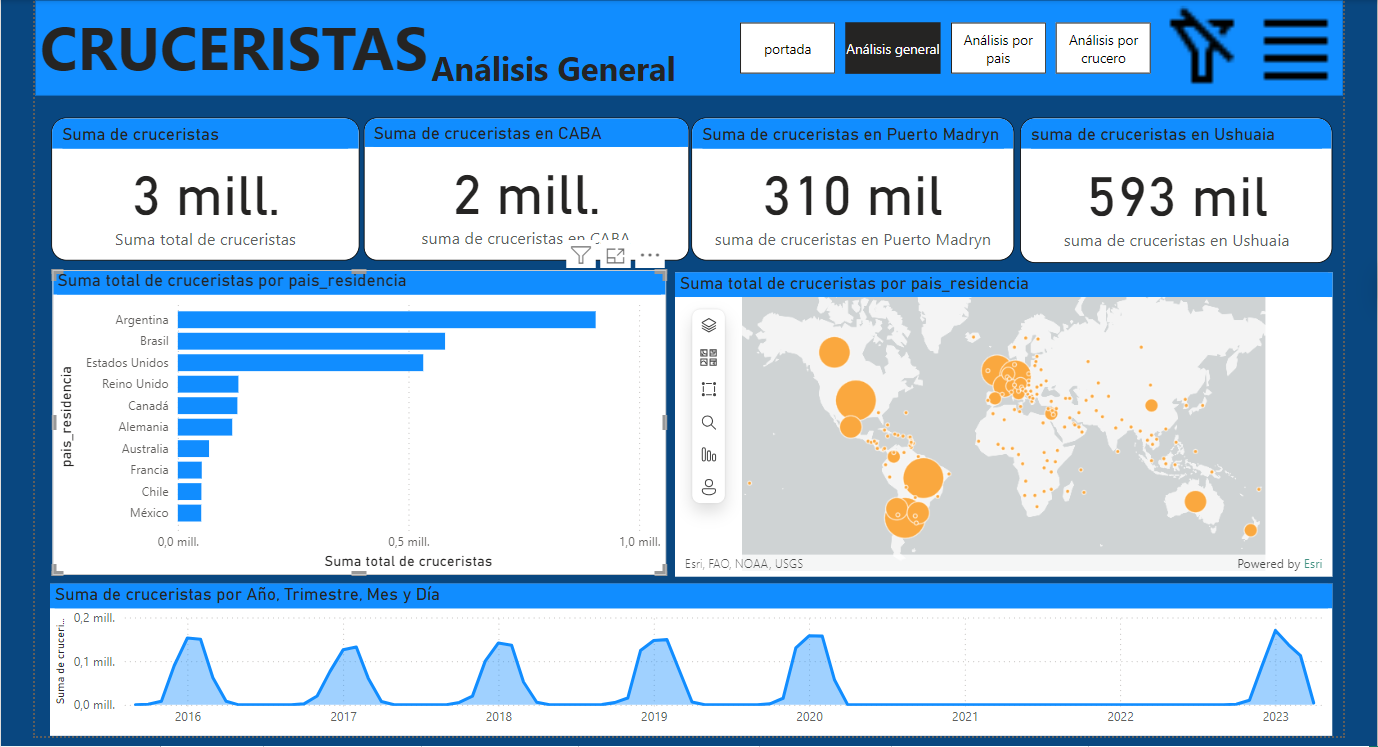 CRUCERISTAS Análisis General
portada
Análisis general
Análisis por
pais
Análisis por
crucero
Suma de cruceristas
3 mill.
Suma total de cruceristas
Suma de cruceristas en CABA
2 mill.
suma de cruceristas en CABA
Suma de cruceristas en Puerto Madryn
310 mil
suma de cruceristas en Puerto Madryn
suma de cruceristas en Ushuaia
593 mil
suma de cruceristas en Ushuaia
Suma total de cruceristas por pais_residencia
pais_residencia
Argentina
Brasil
Estados Unidos
Reino Unido
Canadá
Alemania
Australia
Francia
Chile
México
0,0 mill.
0,5 mill.
1,0 mill.
Suma total de cruceristas
Suma total de cruceristas por pais_residencia
Esri, FAO, NOAA, USGS
Powered by Esri
Suma de cruceristas por Año, Trimestre, Mes y Día
Suma de cruceri...
0,2 mill.
0,1 mill.
0,0 mill.
2016
2017
2018
2019
2020
2021
2022
2023